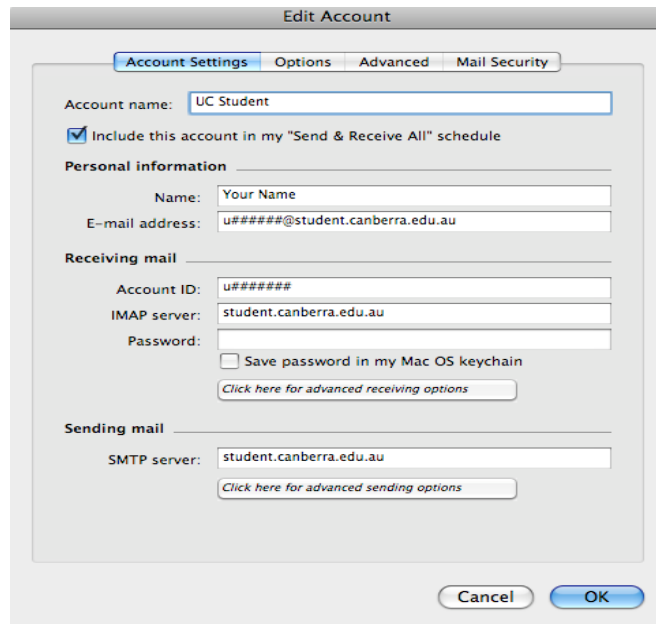 Edit Account
Account Settings Options Advanced Mail Security
Account name: UC Student
Include this account in my "Send & Receive All" schedule
Personal information
Name: Your Name
E-mail address: u######@student.canberra.edu.au
Receiving mail
Account ID: u#######
IMAP server: student.canberra.edu.au
Password:
Save password in my Mac OS keychain
Click here for advanced receiving options
Sending mail
SMTP server: student.canberra.edu.au
Click here for advanced sending options
Cancel OK